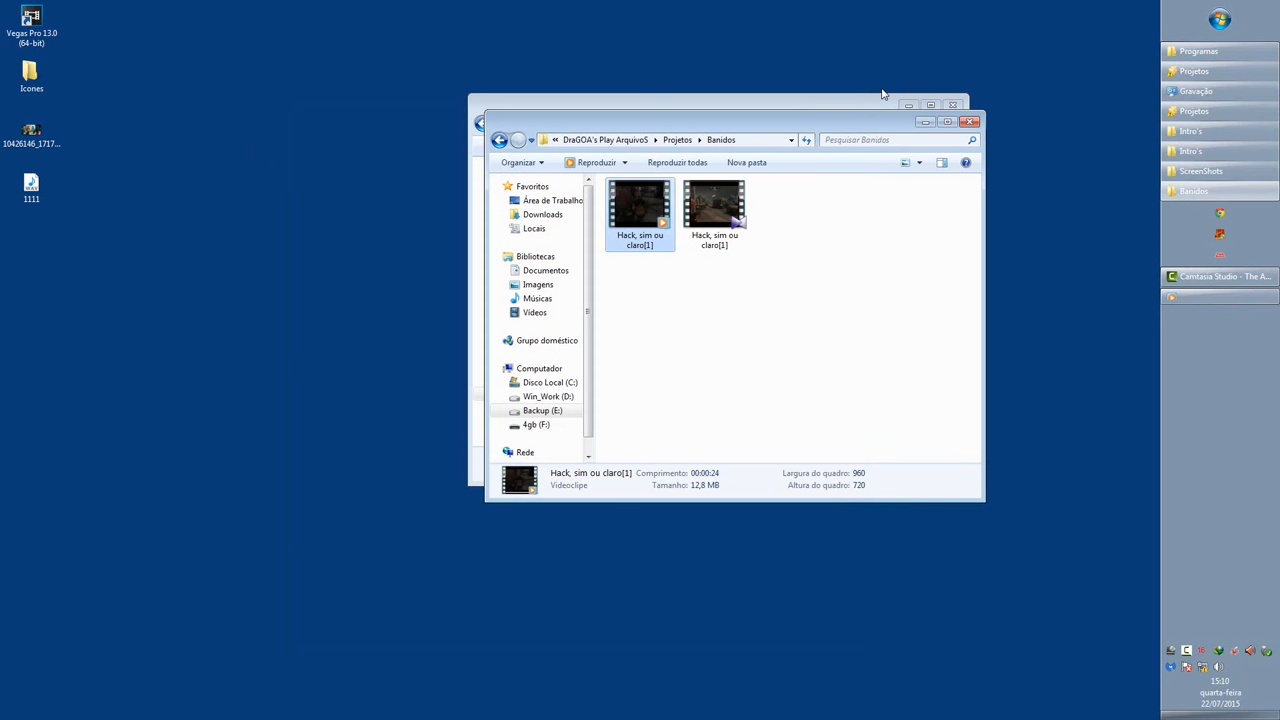 Vegas Pro 13.0
(64-bit)
Icones
10426146_1717...
1111
DraGOA's Play ArquivoS
Projetos
Banidos
Pesquisar Banidos
Organizar
Reproduzir
Reproduzir todas
Nova pasta
Favoritos
Área de Trabalho
Downloads
Locais
Bibliotecas
Documentos
Imagens
Músicas
Vídeos
Grupo doméstico
Computador
Disco Local (C:)
Win_Work (D:)
Backup (E:)
4gb (F:)
Rede
Hack, sim ou
claro[1]
Hack, sim ou
claro[1]
Hack, sim ou claro[1]
Videoclipe
Comprimento: 00:00:24
Tamanho: 12,8 MB
Largura do quadro: 960
Altura do quadro: 720
Programas
Projetos
Gravação
Projetos
Intro's
Intro's
ScreenShots
Banidos
Camtasia Studio - The A...
16
15:10
quarta-feira
22/07/2015